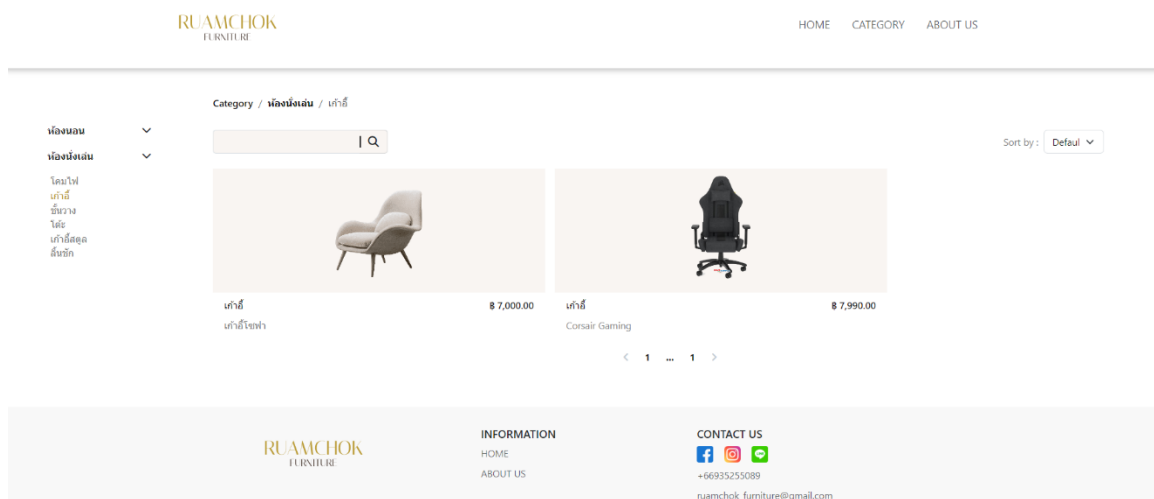 RUAMCHOK
FURNITURE
HOME CATEGORY ABOUT US
Category / ห้องนั่งเล่น / เก้าอี้
ห้องนอน
ห้องนั่งเล่น
โคมไฟ
เก้าอี้
ชั้นวาง
โต๊ะ
เก้าอี้สตูล
ลิ้นชัก
Sort by : Defaul
เก้าอี้ ฿ 7,000.00
เก้าอี้โซฟา
เก้าอี้ ฿ 7,990.00
Corsair Gaming
< 1 ... 1 >
RUAMCHOK
FURNITURE
INFORMATION
HOME
ABOUT US
CONTACT US
+66935255089
ruamchok_furniture@gmail.com